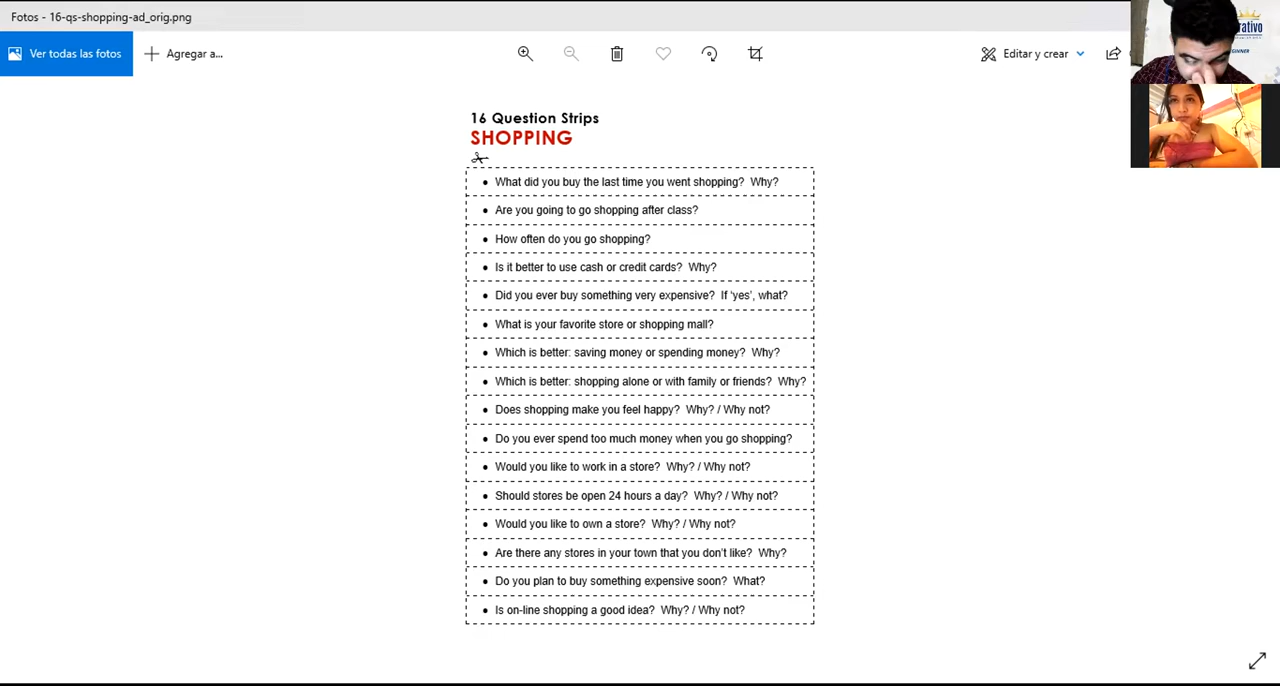 Fotos - 16-qs-shopping-ad_orig.png
Ver todas las fotos
Agregar a...
Editar y crear
16 Question Strips
SHOPPING
• What did you buy the last time you went shopping?  Why?
• Are you going to go shopping after class?
• How often do you go shopping?
• Is it better to use cash or credit cards?  Why?
• Did you ever buy something very expensive?  If 'yes', what?
• What is your favorite store or shopping mall?
• Which is better: saving money or spending money?  Why?
• Which is better: shopping alone or with family or friends?  Why?
• Does shopping make you feel happy?  Why? / Why not?
• Do you ever spend too much money when you go shopping?
• Would you like to work in a store?  Why? / Why not?
• Should stores be open 24 hours a day?  Why? / Why not?
• Would you like to own a store?  Why? / Why not?
• Are there any stores in your town that you don't like?  Why?
• Do you plan to buy something expensive soon?  What?
• Is on-line shopping a good idea?  Why? / Why not?